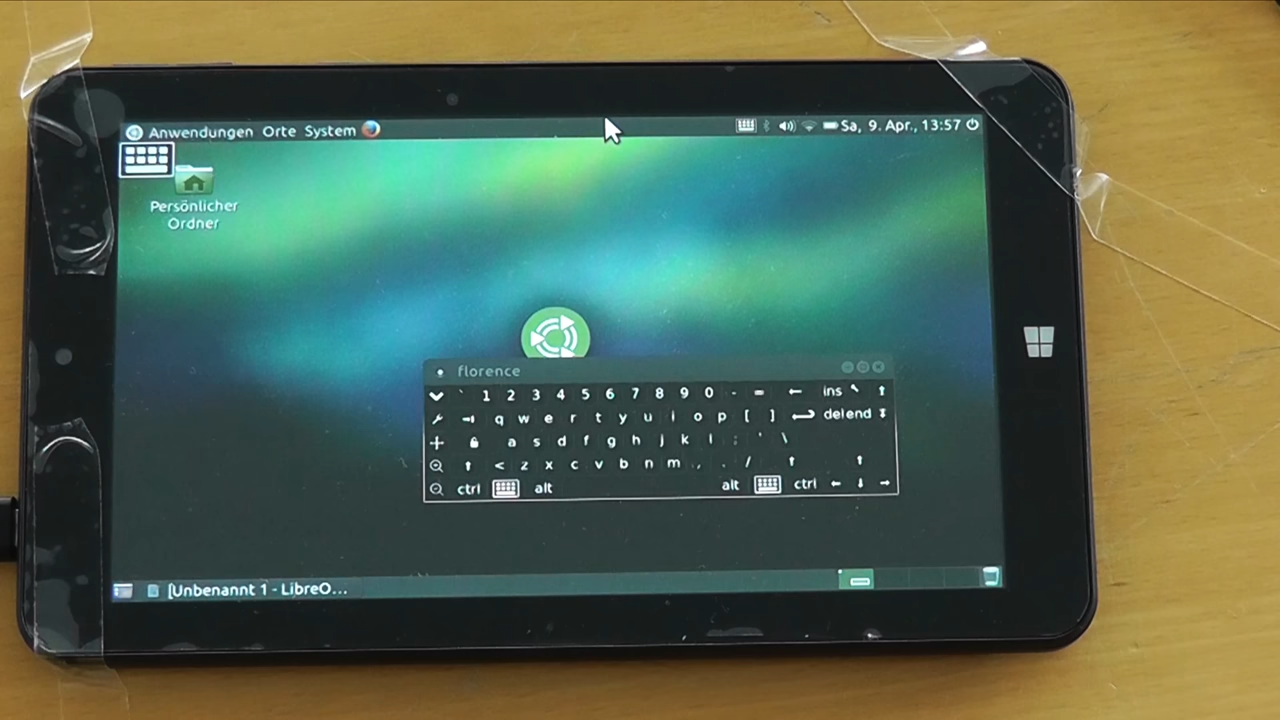 Anwendungen Orte System Sa, 9. Apr., 13:57
Persönlicher
Ordner
florence
` 1 2 3 4 5 6 7 8 9 0 - = ← ins ⬆
q w e r t y u i o p [ ] del end
a s d f g h j k l ; ' \
⬆ < z x c v b n m , . / ⬆ ⬆
ctrl alt alt ctrl ← ⬇ →
[Unbenannt 1 - LibreO...